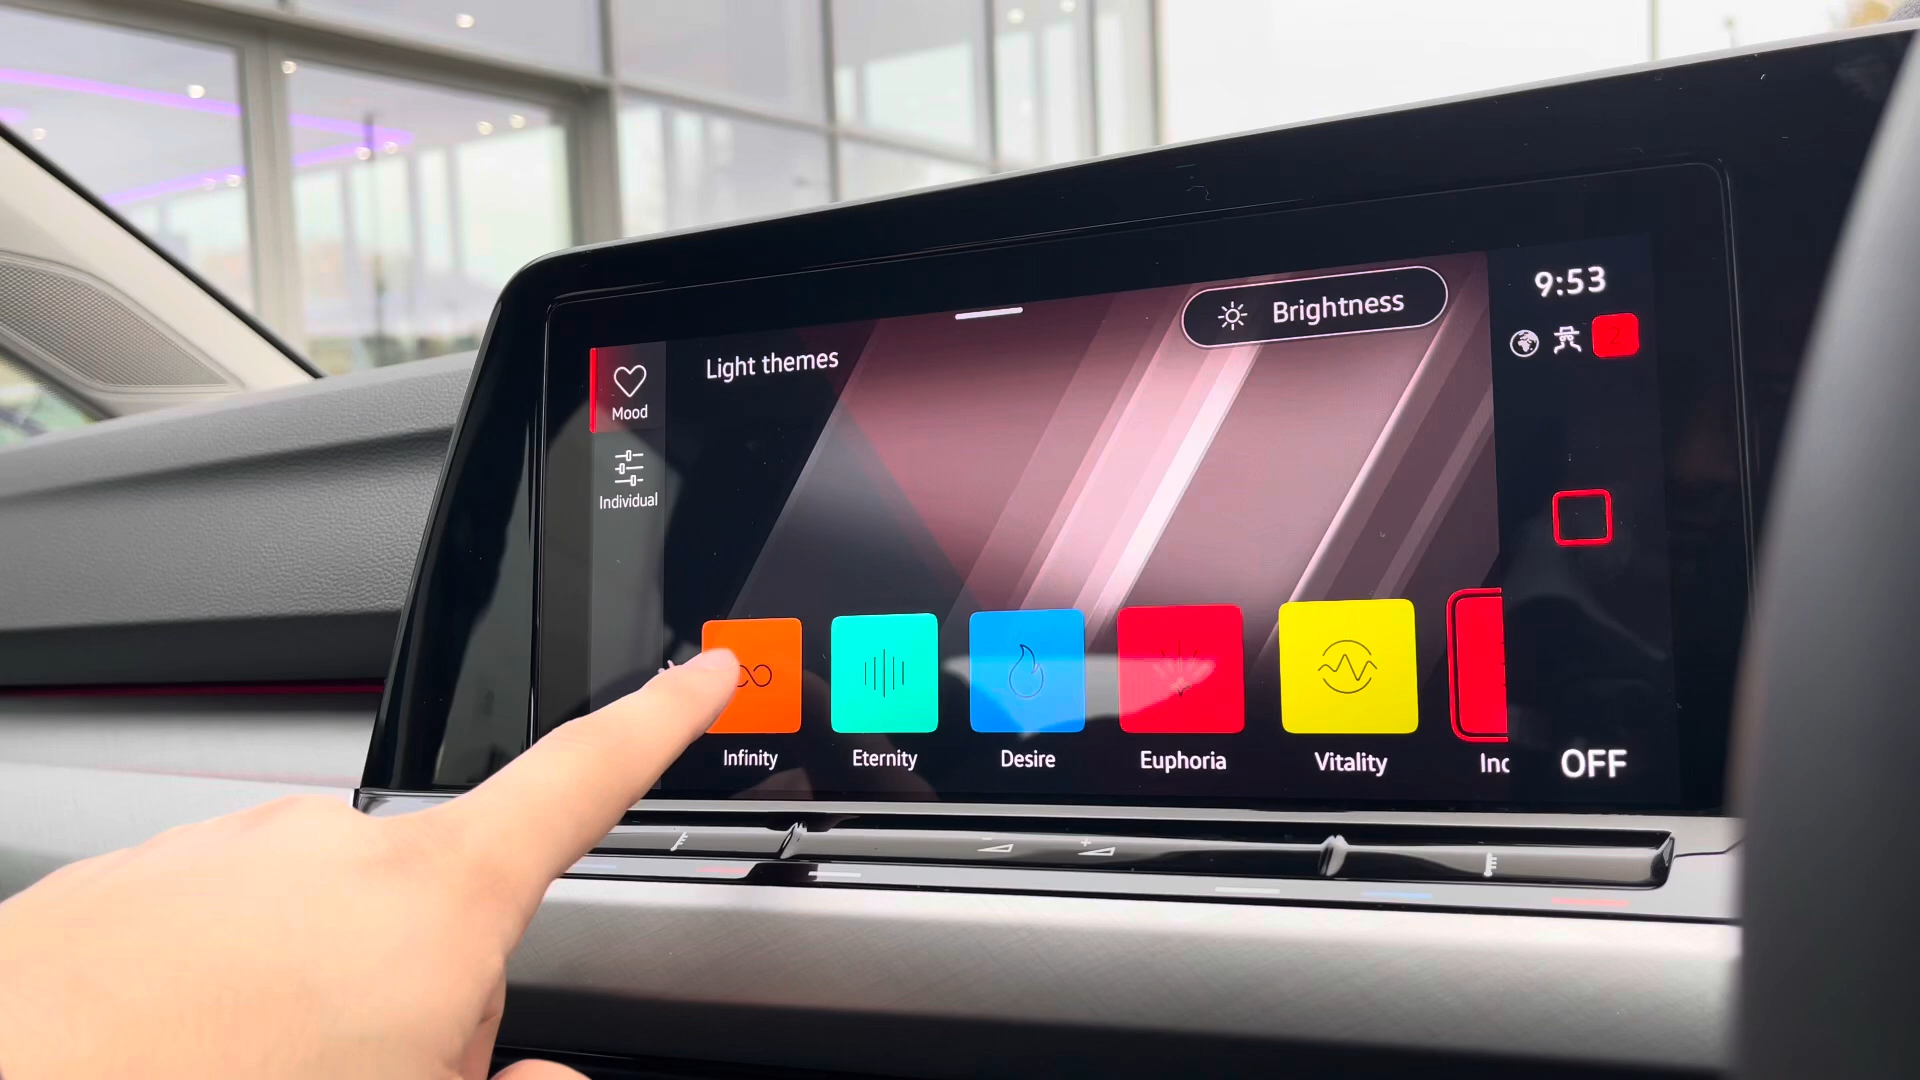 9:53
Brightness
Light themes
Mood
Individual
Infinity
Eternity
Desire
Euphoria
Vitality
Inc
OFF